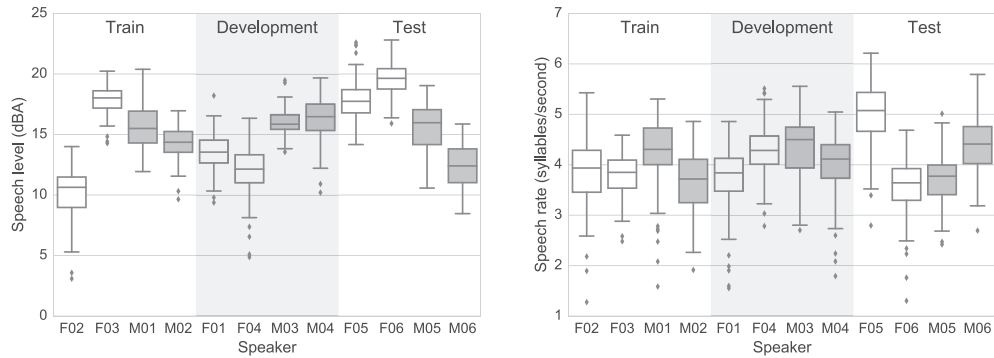 25
20
15
10
5
0
Speech level (dBA)
Train
Development
Test
F02 F03 M01 M02 F01 F04 M03 M04 F05 F06 M05 M06
Speaker
7
6
5
4
3
2
1
Speech rate (syllables/second)
Train
Development
Test
F02 F03 M01 M02 F01 F04 M03 M04 F05 F06 M05 M06
Speaker